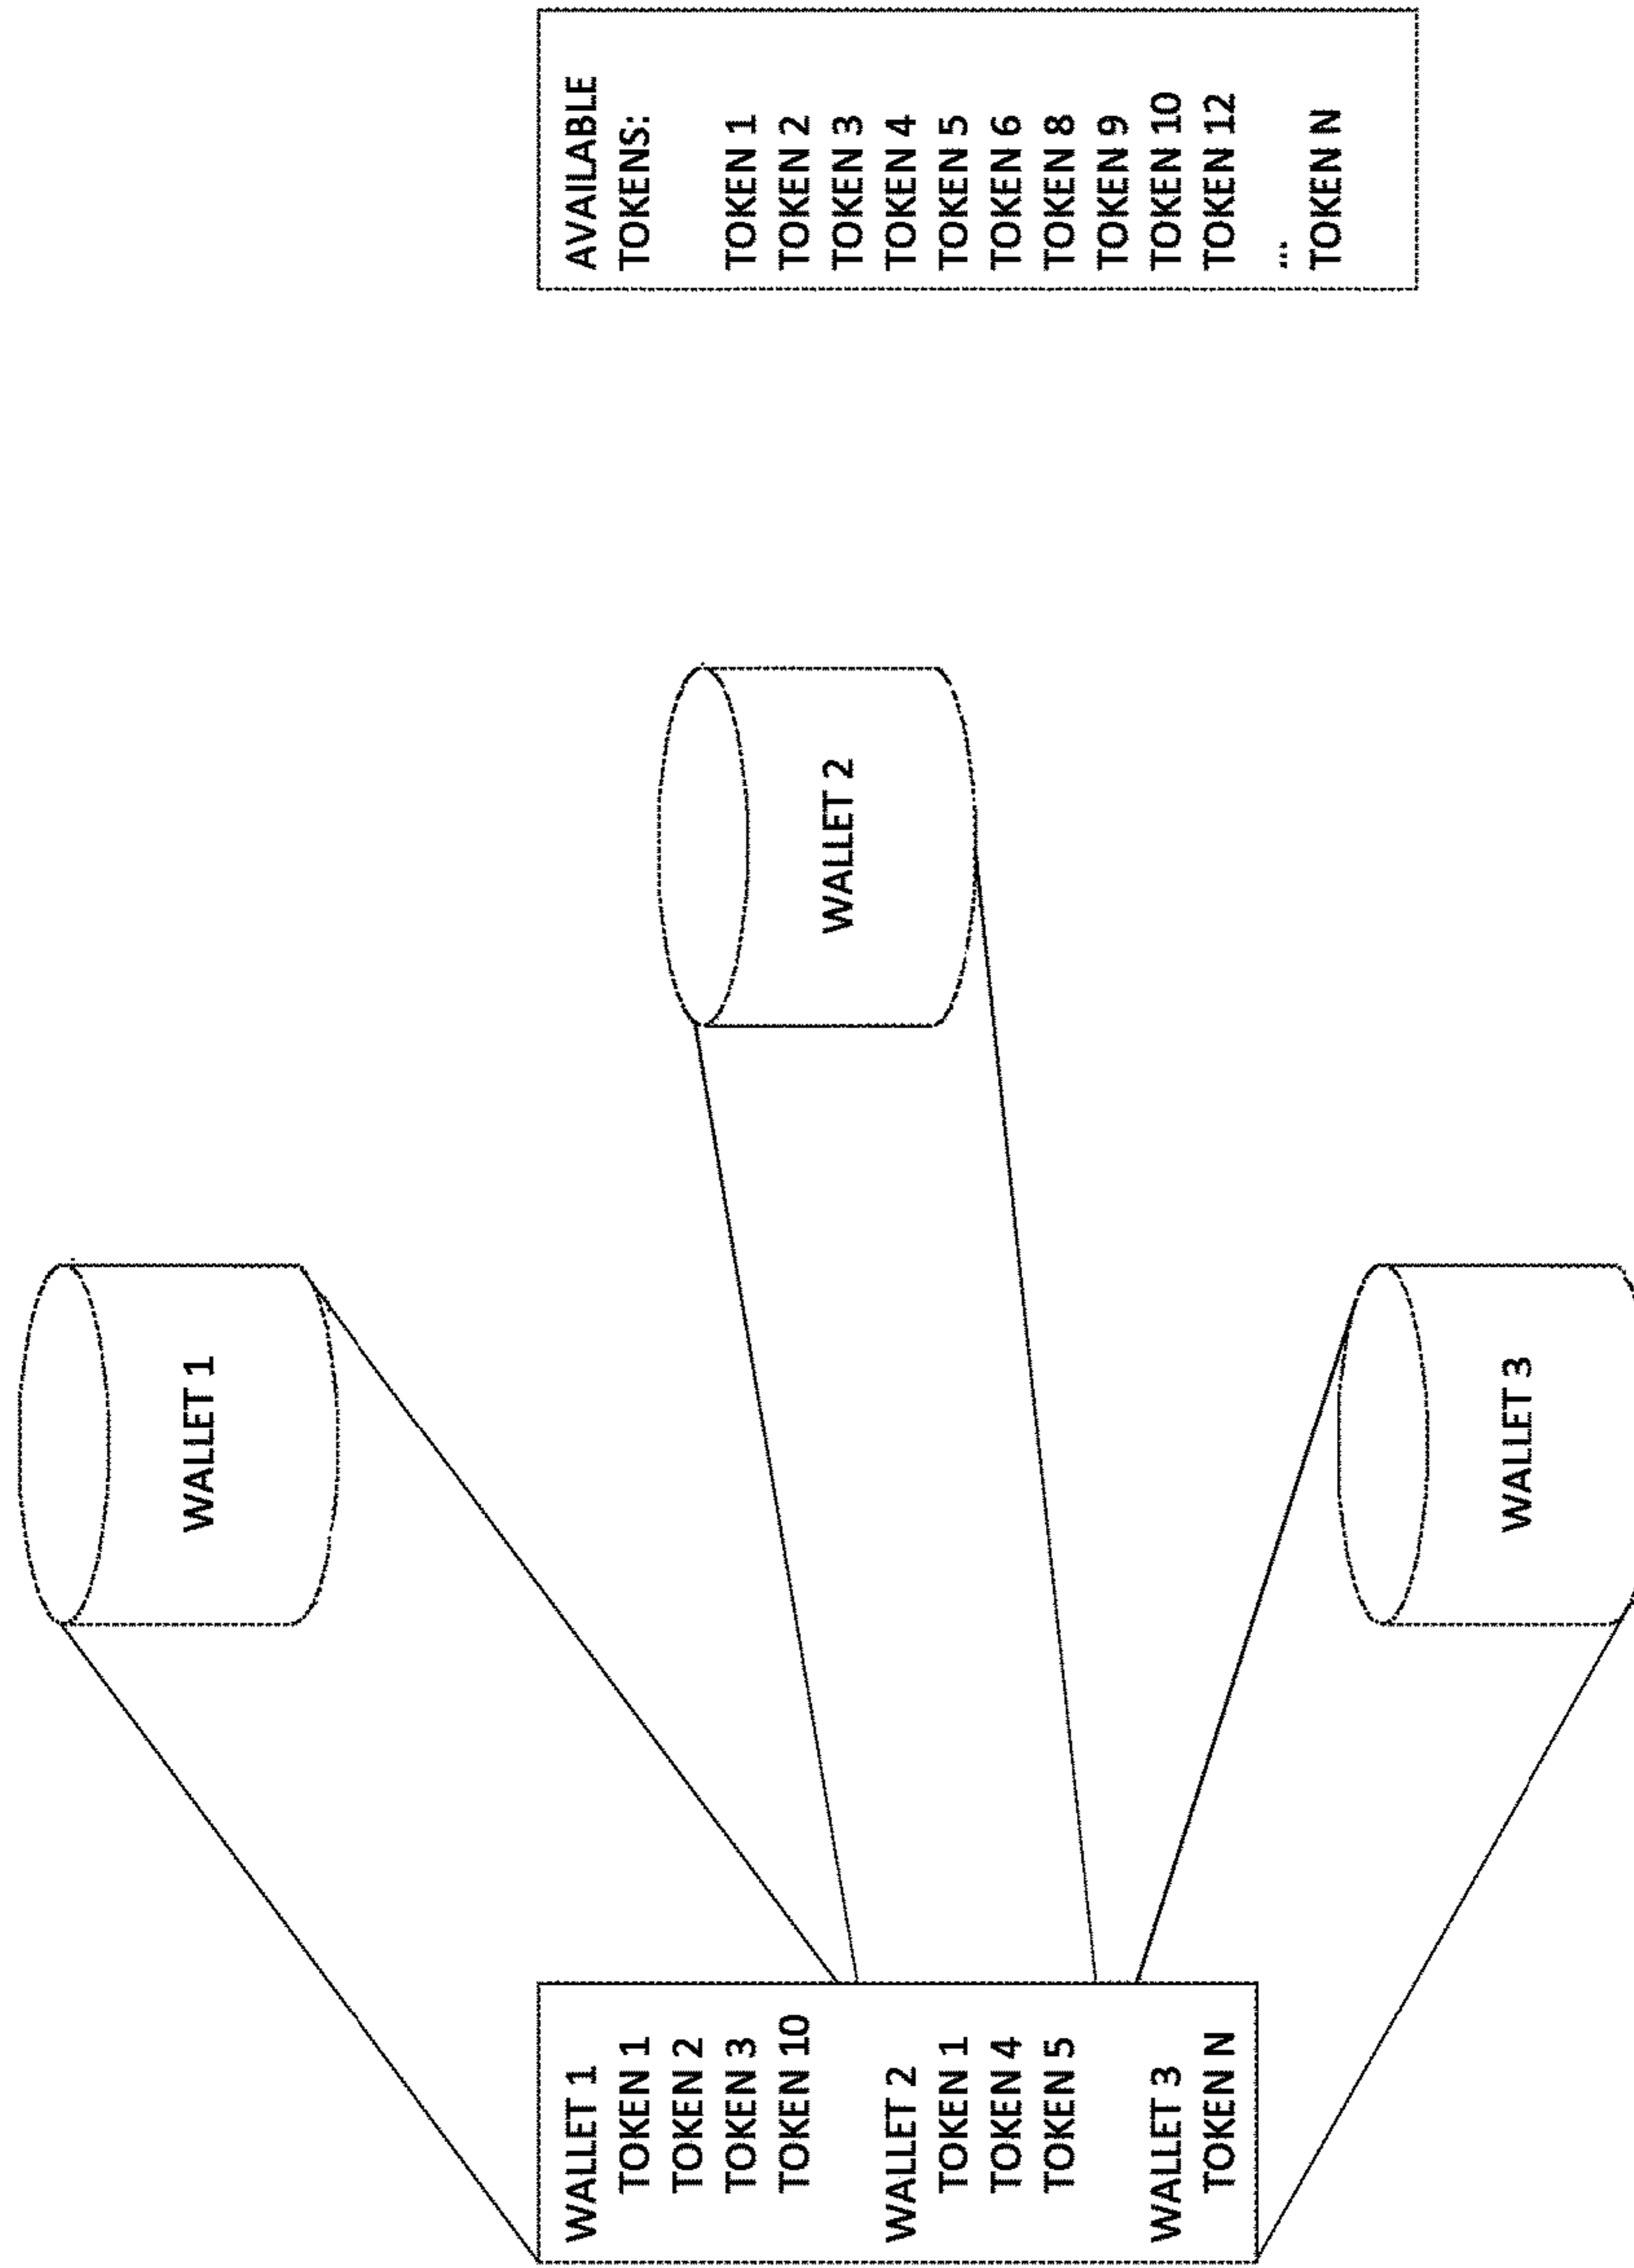 WALLET 1
TOKEN 1
TOKEN 2
TOKEN 3
TOKEN 10
WALLET 2
TOKEN 1
TOKEN 4
TOKEN 5
WALLET 3
TOKEN N
WALLET 1
WALLET 2
WALLET 3
AVAILABLE
TOKENS:
TOKEN 1
TOKEN 2
TOKEN 3
TOKEN 4
TOKEN 5
TOKEN 6
TOKEN 8
TOKEN 9
TOKEN 10
TOKEN 12
...
TOKEN N